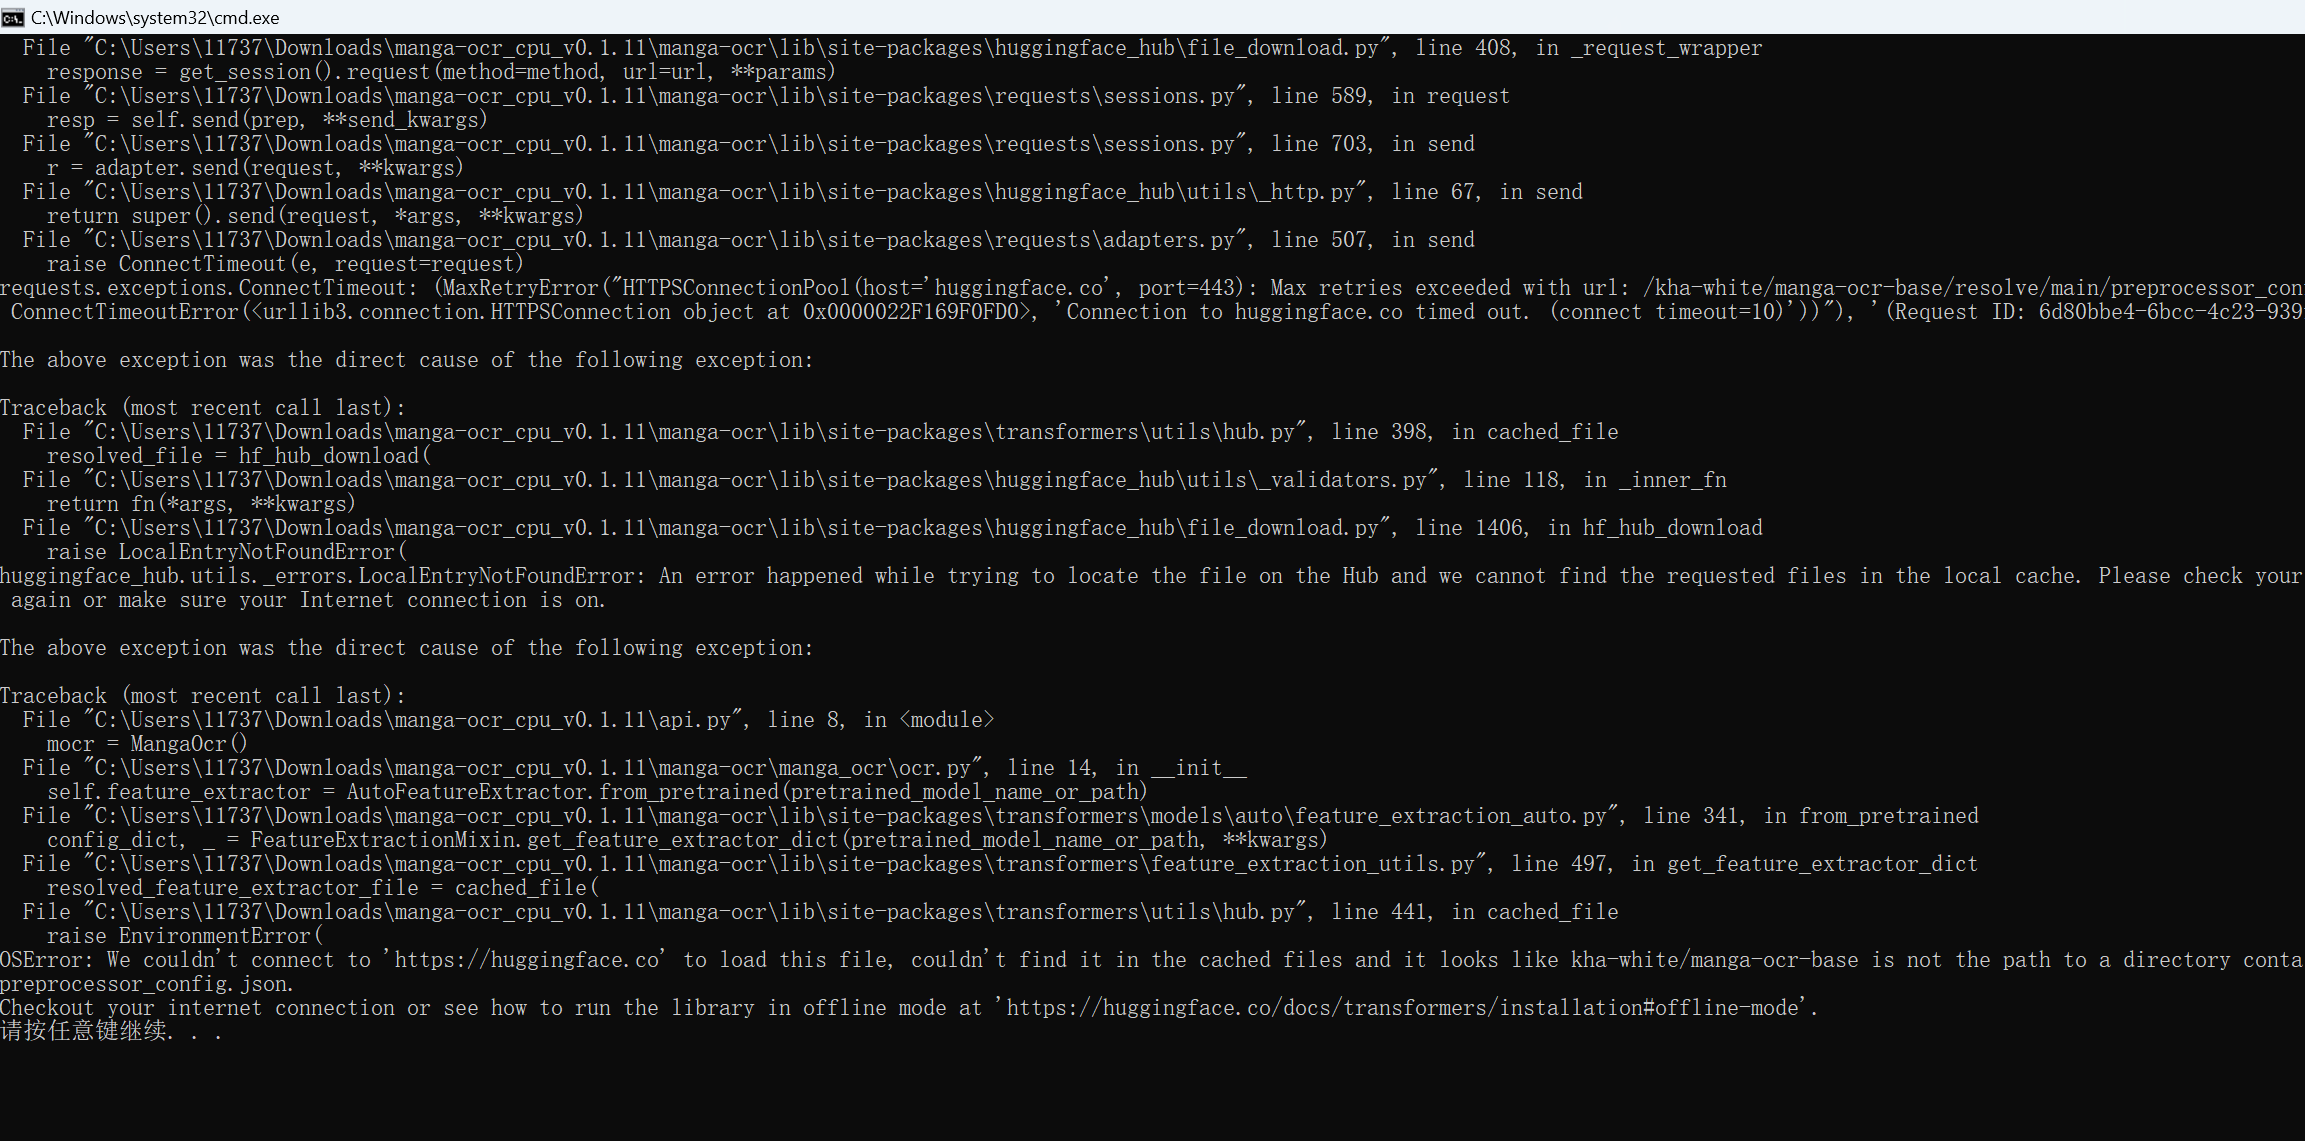 C:\Windows\system32\cmd.exe
File "C:\Users\11737\Downloads\manga-ocr_cpu_v0.1.11\manga-ocr\lib\site-packages\huggingface_hub\file_download.py", line 408, in _request_wrapper
response = get_session().request(method=method, url=url, **params)
File "C:\Users\11737\Downloads\manga-ocr_cpu_v0.1.11\manga-ocr\lib\site-packages\requests\sessions.py", line 589, in request
resp = self.send(prep, **send_kwargs)
File "C:\Users\11737\Downloads\manga-ocr_cpu_v0.1.11\manga-ocr\lib\site-packages\requests\sessions.py", line 703, in send
r = adapter.send(request, **kwargs)
File "C:\Users\11737\Downloads\manga-ocr_cpu_v0.1.11\manga-ocr\lib\site-packages\huggingface_hub\utils\_http.py", line 67, in send
return super().send(request, *args, **kwargs)
File "C:\Users\11737\Downloads\manga-ocr_cpu_v0.1.11\manga-ocr\lib\site-packages\requests\adapters.py", line 507, in send
raise ConnectTimeout(e, request=request)
requests.exceptions.ConnectTimeout: (MaxRetryError("HTTPSConnectionPool(host='huggingface.co', port=443): Max retries exceeded with url: /kha-white/manga-ocr-base/resolve/main/preprocessor_con
ConnectTimeoutError(<urllib3.connection.HTTPSConnection object at 0x0000022F169F0FD0>, 'Connection to huggingface.co timed out. (connect timeout=10)'))"), '(Request ID: 6d80bbe4-6bcc-4c23-939
The above exception was the direct cause of the following exception:
Traceback (most recent call last):
File "C:\Users\11737\Downloads\manga-ocr_cpu_v0.1.11\manga-ocr\lib\site-packages\transformers\utils\hub.py", line 398, in cached_file
resolved_file = hf_hub_download(
File "C:\Users\11737\Downloads\manga-ocr_cpu_v0.1.11\manga-ocr\lib\site-packages\huggingface_hub\utils\_validators.py", line 118, in _inner_fn
return fn(*args, **kwargs)
File "C:\Users\11737\Downloads\manga-ocr_cpu_v0.1.11\manga-ocr\lib\site-packages\huggingface_hub\file_download.py", line 1406, in hf_hub_download
raise LocalEntryNotFoundError(
huggingface_hub.utils._errors.LocalEntryNotFoundError: An error happened while trying to locate the file on the Hub and we cannot find the requested files in the local cache. Please check your
again or make sure your Internet connection is on.
The above exception was the direct cause of the following exception:
Traceback (most recent call last):
File "C:\Users\11737\Downloads\manga-ocr_cpu_v0.1.11\api.py", line 8, in <module>
mocr = MangaOcr()
File "C:\Users\11737\Downloads\manga-ocr_cpu_v0.1.11\manga-ocr\manga_ocr\ocr.py", line 14, in __init__
self.feature_extractor = AutoFeatureExtractor.from_pretrained(pretrained_model_name_or_path)
File "C:\Users\11737\Downloads\manga-ocr_cpu_v0.1.11\manga-ocr\lib\site-packages\transformers\models\auto\feature_extraction_auto.py", line 341, in from_pretrained
config_dict, _ = FeatureExtractionMixin.get_feature_extractor_dict(pretrained_model_name_or_path, **kwargs)
File "C:\Users\11737\Downloads\manga-ocr_cpu_v0.1.11\manga-ocr\lib\site-packages\transformers\feature_extraction_utils.py", line 497, in get_feature_extractor_dict
resolved_feature_extractor_file = cached_file(
File "C:\Users\11737\Downloads\manga-ocr_cpu_v0.1.11\manga-ocr\lib\site-packages\transformers\utils\hub.py", line 441, in cached_file
raise EnvironmentError(
OSError: We couldn't connect to 'https://huggingface.co' to load this file, couldn't find it in the cached files and it looks like kha-white/manga-ocr-base is not the path to a directory conta
preprocessor_config.json.
Checkout your internet connection or see how to run the library in offline mode at 'https://huggingface.co/docs/transformers/installation#offline-mode'.
请按任意键继续. . .